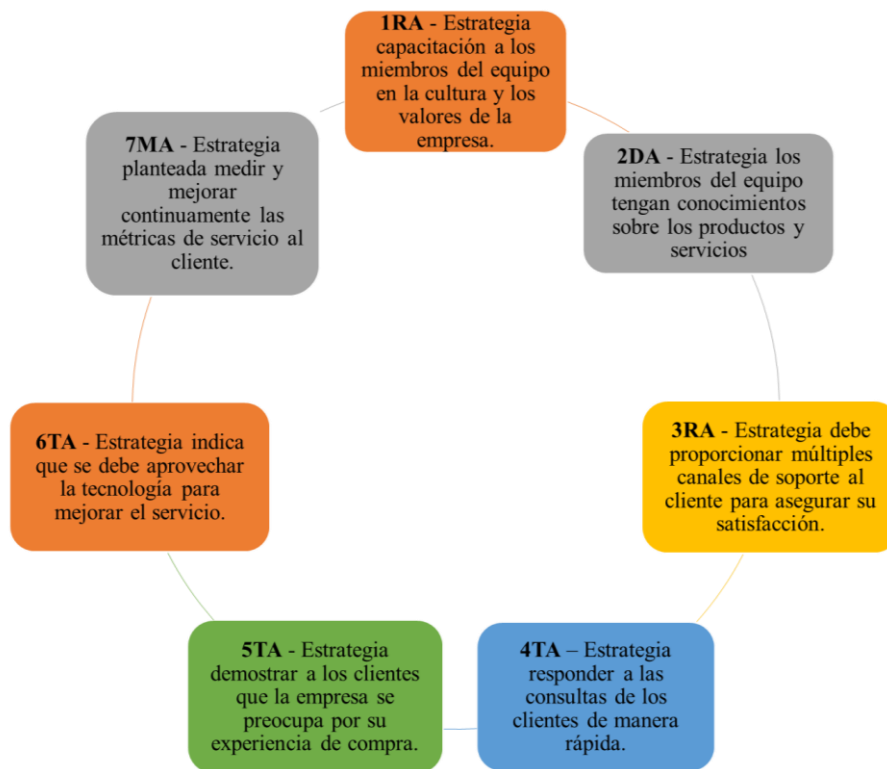 1RA - Estrategia
capacitación a los
miembros del equipo
en la cultura y los
valores de la
empresa.
2DA - Estrategia los
miembros del equipo
tengan conocimientos
sobre los productos y
servicios
3RA - Estrategia debe
proporcionar múltiples
canales de soporte al
cliente para asegurar su
satisfacción.
4TA – Estrategia
responder a las
consultas de los
clientes de manera
rápida.
5TA - Estrategia
demostrar a los clientes
que la empresa se
preocupa por su
experiencia de compra.
6TA - Estrategia indica
que se debe aprovechar
la tecnología para
mejorar el servicio.
7MA - Estrategia
planteada medir y
mejorar
continuamente las
métricas de servicio al
cliente.